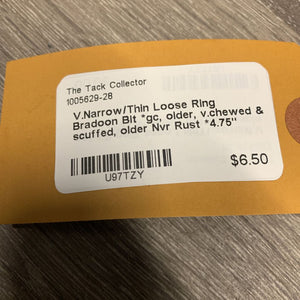 The Tack Collector
1005629-28
V.Narrow/Thin Loose Ring
Bradoon Bit *gc, older, v.chewed &
scuffed, older Nvr Rust *4.75"
$6.50
U97TZY